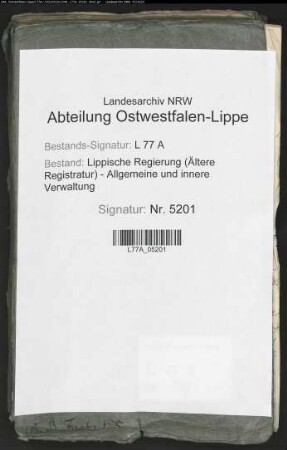 Landesarchiv NRW
Abteilung Ostwestfalen-Lippe
Bestands-Signatur: L 77 A
Bestand: Lippische Regierung (Ältere
Registratur) - Allgemeine und innere
Verwaltung
Signatur: Nr. 5201
L77A_05201